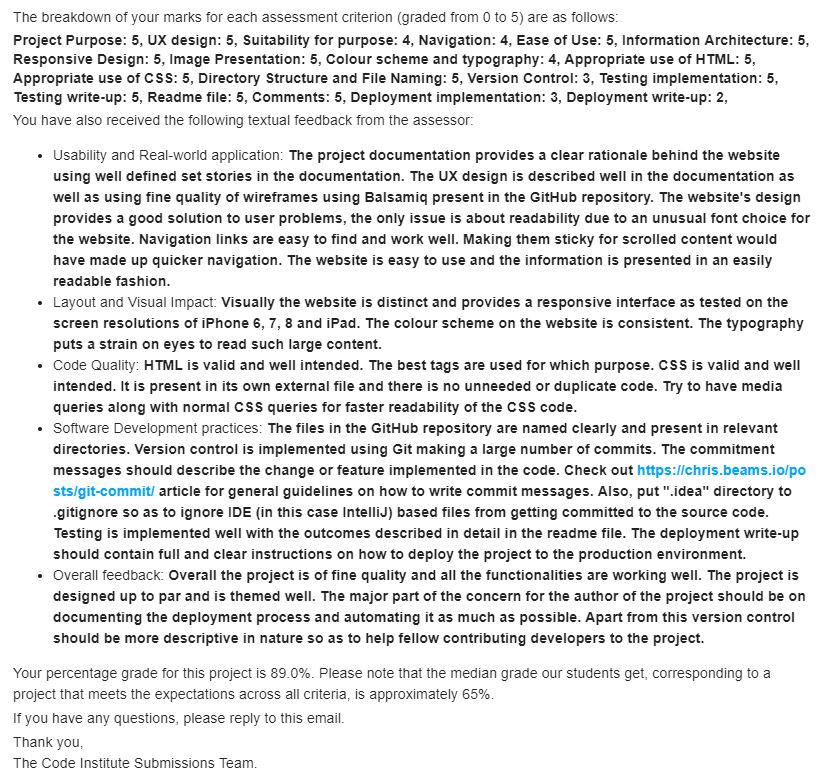 The breakdown of your marks for each assessment criterion (graded from 0 to 5) are as follows:
Project Purpose: 5, UX design: 5, Suitability for purpose: 4, Navigation: 4, Ease of Use: 5, Information Architecture: 5,
Responsive Design: 5, Image Presentation: 5, Colour scheme and typography: 4, Appropriate use of HTML: 5,
Appropriate use of CSS: 5, Directory Structure and File Naming: 5, Version Control: 3, Testing implementation: 5,
Testing write-up: 5, Readme file: 5, Comments: 5, Deployment implementation: 3, Deployment write-up: 2,
You have also received the following textual feedback from the assessor:
• Usability and Real-world application: The project documentation provides a clear rationale behind the website
using well defined set stories in the documentation. The UX design is described well in the documentation as
well as using fine quality of wireframes using Balsamiq present in the GitHub repository. The website's design
provides a good solution to user problems, the only issue is about readability due to an unusual font choice for
the website. Navigation links are easy to find and work well. Making them sticky for scrolled content would
have made up quicker navigation. The website is easy to use and the information is presented in an easily
readable fashion.
• Layout and Visual Impact: Visually the website is distinct and provides a responsive interface as tested on the
screen resolutions of iPhone 6, 7, 8 and iPad. The colour scheme on the website is consistent. The typography
puts a strain on eyes to read such large content.
• Code Quality: HTML is valid and well intended. The best tags are used for which purpose. CSS is valid and well
intended. It is present in its own external file and there is no unneeded or duplicate code. Try to have media
queries along with normal CSS queries for faster readability of the CSS code.
• Software Development practices: The files in the GitHub repository are named clearly and present in relevant
directories. Version control is implemented using Git making a large number of commits. The commitment
messages should describe the change or feature implemented in the code. Check out https://chris.beams.io/po
sts/git-commit/ article for general guidelines on how to write commit messages. Also, put ".idea" directory to
.gitignore so as to ignore IDE (in this case IntelliJ) based files from getting committed to the source code.
Testing is implemented well with the outcomes described in detail in the readme file. The deployment write-up
should contain full and clear instructions on how to deploy the project to the production environment.
• Overall feedback: Overall the project is of fine quality and all the functionalities are working well. The project is
designed up to par and is themed well. The major part of the concern for the author of the project should be on
documenting the deployment process and automating it as much as possible. Apart from this version control
should be more descriptive in nature so as to help fellow contributing developers to the project.
Your percentage grade for this project is 89.0%. Please note that the median grade our students get, corresponding to a
project that meets the expectations across all criteria, is approximately 65%.
If you have any questions, please reply to this email.
Thank you,
The Code Institute Submissions Team.